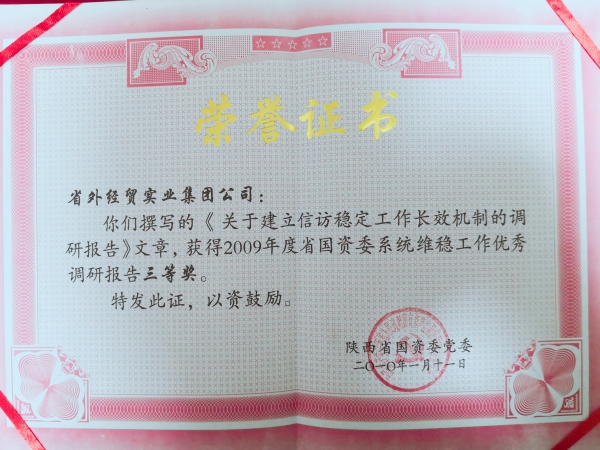 荣誉证书
省外经贸实业集团公司：
你们撰写的《关于建立信访稳定工作长效机制的调
研报告》文章，获得2009年度省国资委系统维稳工作优秀
调研报告三等奖。
特发此证，以资鼓励。
陕西省国资委党委
二〇一〇年一月十一日